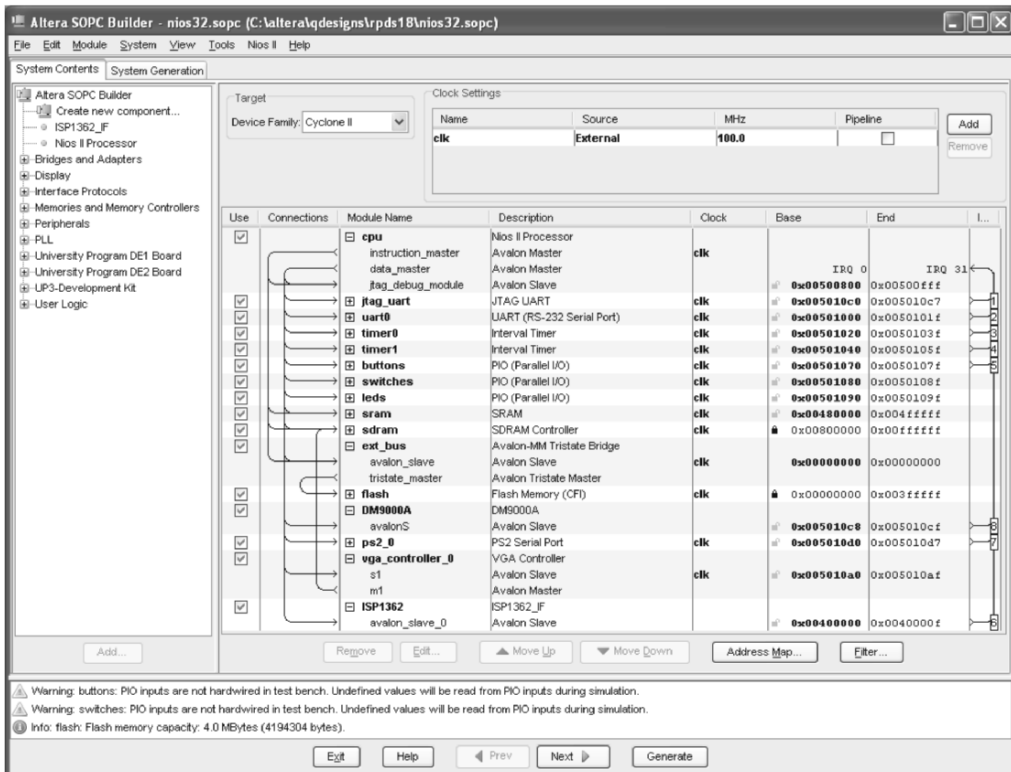 Altera SOPC Builder - nios32.sopc (C:\altera\qdesigns\rpds18\nios32.sopc)
File Edit Module System View Tools Nios II Help
System Contents System Generation
Altera SOPC Builder
Create new component...
ISP1362_IF
Nios II Processor
Bridges and Adapters
Display
Interface Protocols
Memories and Memory Controllers
Peripherals
PLL
University Program DE1 Board
University Program DE2 Board
UP3-Development Kit
User Logic
Add...
Target
Device Family: Cyclone II
Clock Settings
Name Source MHz Pipeline
clk External 100.0
Add
Remove
Use Connections Module Name Description Clock Base End I...
cpu Nios II Processor
instruction_master Avalon Master clk
data_master Avalon Master IRQ 0 IRQ 31
jtag_debug_module Avalon Slave 0x00500800 0x00500fff
jtag_uart JTAG UART clk 0x005010c0 0x005010c7 1
uart0 UART (RS-232 Serial Port) clk 0x00501000 0x0050101f 2
timer0 Interval Timer clk 0x00501020 0x0050103f 3
timer1 Interval Timer clk 0x00501040 0x0050105f 4
buttons PIO (Parallel I/O) clk 0x00501070 0x0050107f 5
switches PIO (Parallel I/O) clk 0x00501080 0x0050108f
leds PIO (Parallel I/O) clk 0x00501090 0x0050109f
sram SRAM clk 0x00480000 0x004fffff
sdram SDRAM Controller clk 0x00800000 0x00ffffff
ext_bus Avalon-MM Tristate Bridge
avalon_slave Avalon Slave clk 0x00000000 0x00000000
tristate_master Avalon Tristate Master
flash Flash Memory (CFI) clk 0x00000000 0x003fffff
DM9000A DM9000A
avalonS Avalon Slave 0x005010c8 0x005010cf 8
ps2_0 PS2 Serial Port clk 0x005010d0 0x005010d7 7
vga_controller_0 VGA Controller
s1 Avalon Slave clk 0x005010a0 0x005010af
m1 Avalon Master
ISP1362 ISP1362_IF
avalon_slave_0 Avalon Slave 0x00400000 0x0040000f 6
Remove Edit... Move Up Move Down Address Map... Filter...
Warning: buttons: PIO inputs are not hardwired in test bench. Undefined values will be read from PIO inputs during simulation.
Warning: switches: PIO inputs are not hardwired in test bench. Undefined values will be read from PIO inputs during simulation.
Info: flash: Flash memory capacity: 4.0 MBytes (4194304 bytes).
Exit Help Prev Next Generate